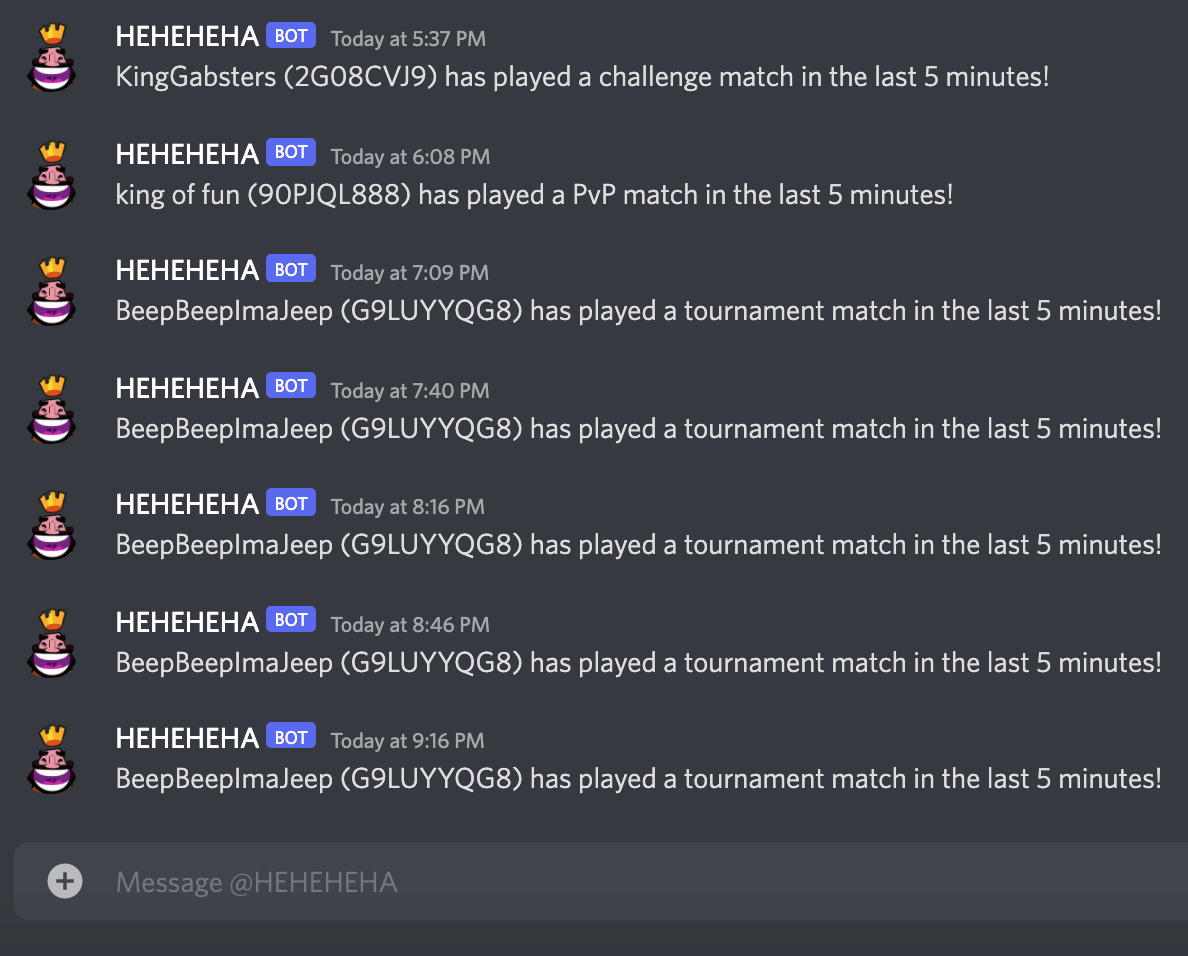 HEHEHEHA BOT Today at 5:37 PM
KingGabsters (2G08CVJ9) has played a challenge match in the last 5 minutes!
HEHEHEHA BOT Today at 6:08 PM
king of fun (90PJQL888) has played a PvP match in the last 5 minutes!
HEHEHEHA BOT Today at 7:09 PM
BeepBeepImaJeep (G9LUYYQG8) has played a tournament match in the last 5 minutes!
HEHEHEHA BOT Today at 7:40 PM
BeepBeepImaJeep (G9LUYYQG8) has played a tournament match in the last 5 minutes!
HEHEHEHA BOT Today at 8:16 PM
BeepBeepImaJeep (G9LUYYQG8) has played a tournament match in the last 5 minutes!
HEHEHEHA BOT Today at 8:46 PM
BeepBeepImaJeep (G9LUYYQG8) has played a tournament match in the last 5 minutes!
HEHEHEHA BOT Today at 9:16 PM
BeepBeepImaJeep (G9LUYYQG8) has played a tournament match in the last 5 minutes!
Message @HEHEHEHA